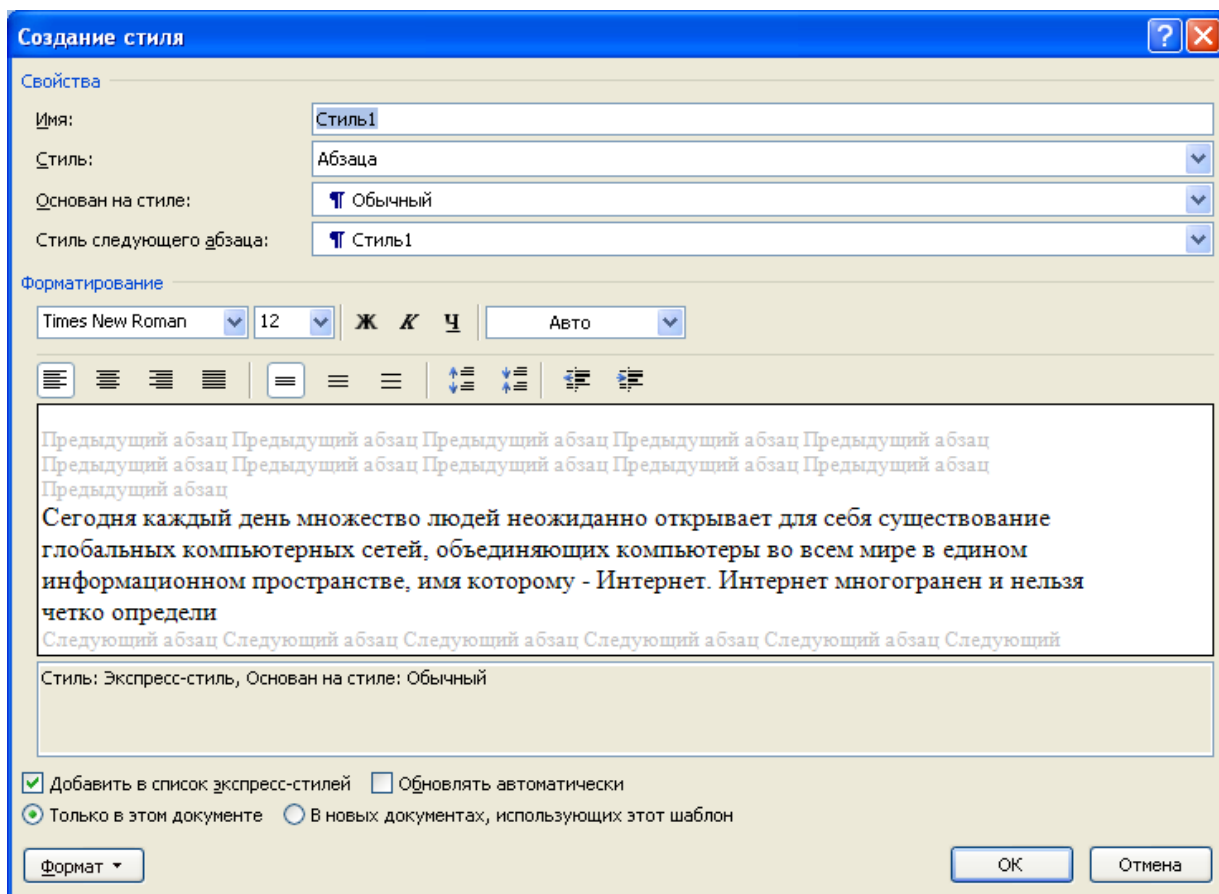 Создание стиля
Свойства
Имя: Стиль1
Стиль: Абзаца
Основан на стиле: ¶ Обычный
Стиль следующего абзаца: ¶ Стиль1
Форматирование
Times New Roman 12 Ж К Ч Авто
Предыдущий абзац Предыдущий абзац Предыдущий абзац Предыдущий абзац Предыдущий абзац
Предыдущий абзац Предыдущий абзац Предыдущий абзац Предыдущий абзац Предыдущий абзац
Предыдущий абзац
Сегодня каждый день множество людей неожиданно открывает для себя существование
глобальных компьютерных сетей, объединяющих компьютеры во всем мире в едином
информационном пространстве, имя которому - Интернет. Интернет многогранен и нельзя
четко определи
Следующий абзац Следующий абзац Следующий абзац Следующий абзац Следующий абзац Следующий
Стиль: Экспресс-стиль, Основан на стиле: Обычный
Добавить в список экспресс-стилей Обновлять автоматически
Только в этом документе В новых документах, использующих этот шаблон
Формат ОК Отмена